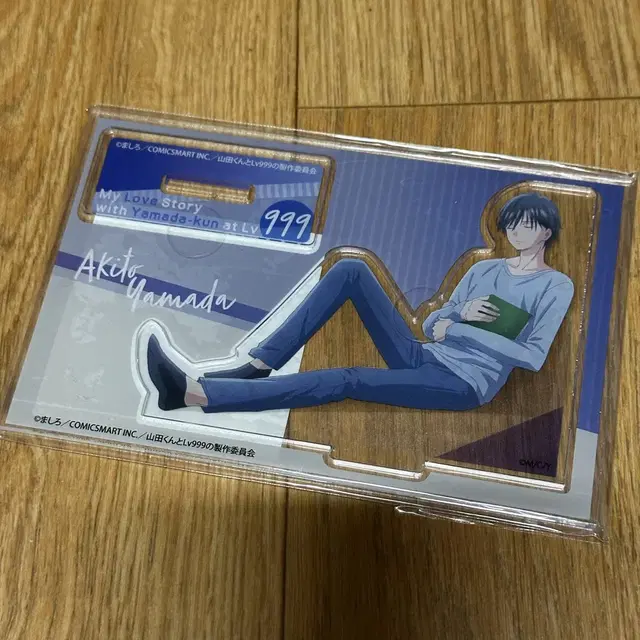 ©ましろ／COMICSMART INC.／山田くんとLv999の製作委員会
My Love Story
with Yamada-kun at Lv 999
Akito
Yamada
©ましろ／COMICSMART INC.／山田くんとLv999の製作委員会
©M/CJY